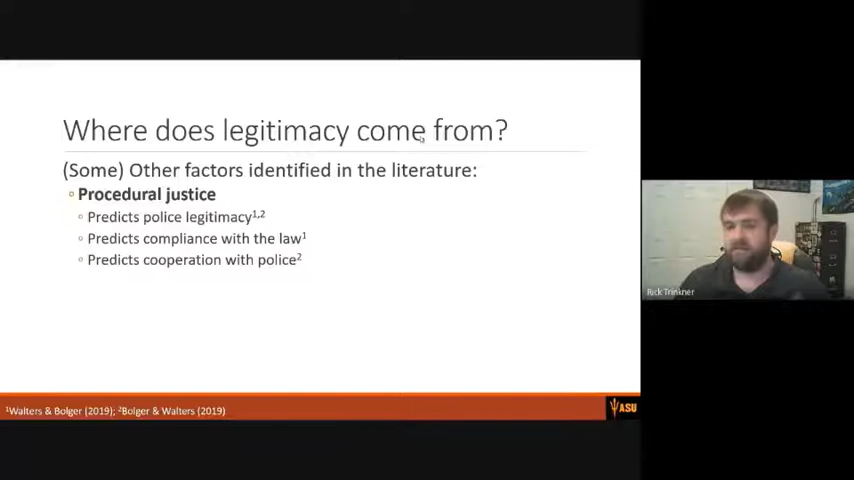 Where does legitimacy come from?
(Some) Other factors identified in the literature:
◦ Procedural justice
◦ Predicts police legitimacy1,2
◦ Predicts compliance with the law1
◦ Predicts cooperation with police2
Rick Trinkner
1Walters & Bolger (2019); 2Bolger & Walters (2019)
ASU